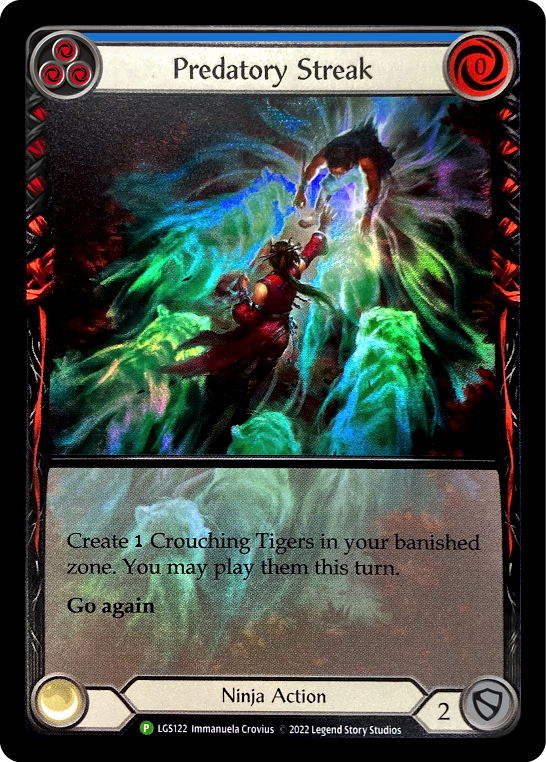 0
Predatory Streak
Create 1 Crouching Tigers in your banished
zone. You may play them this turn.
Go again
Ninja Action
2
P LGS122 Immanuela Crovius © 2022 Legend Story Studios